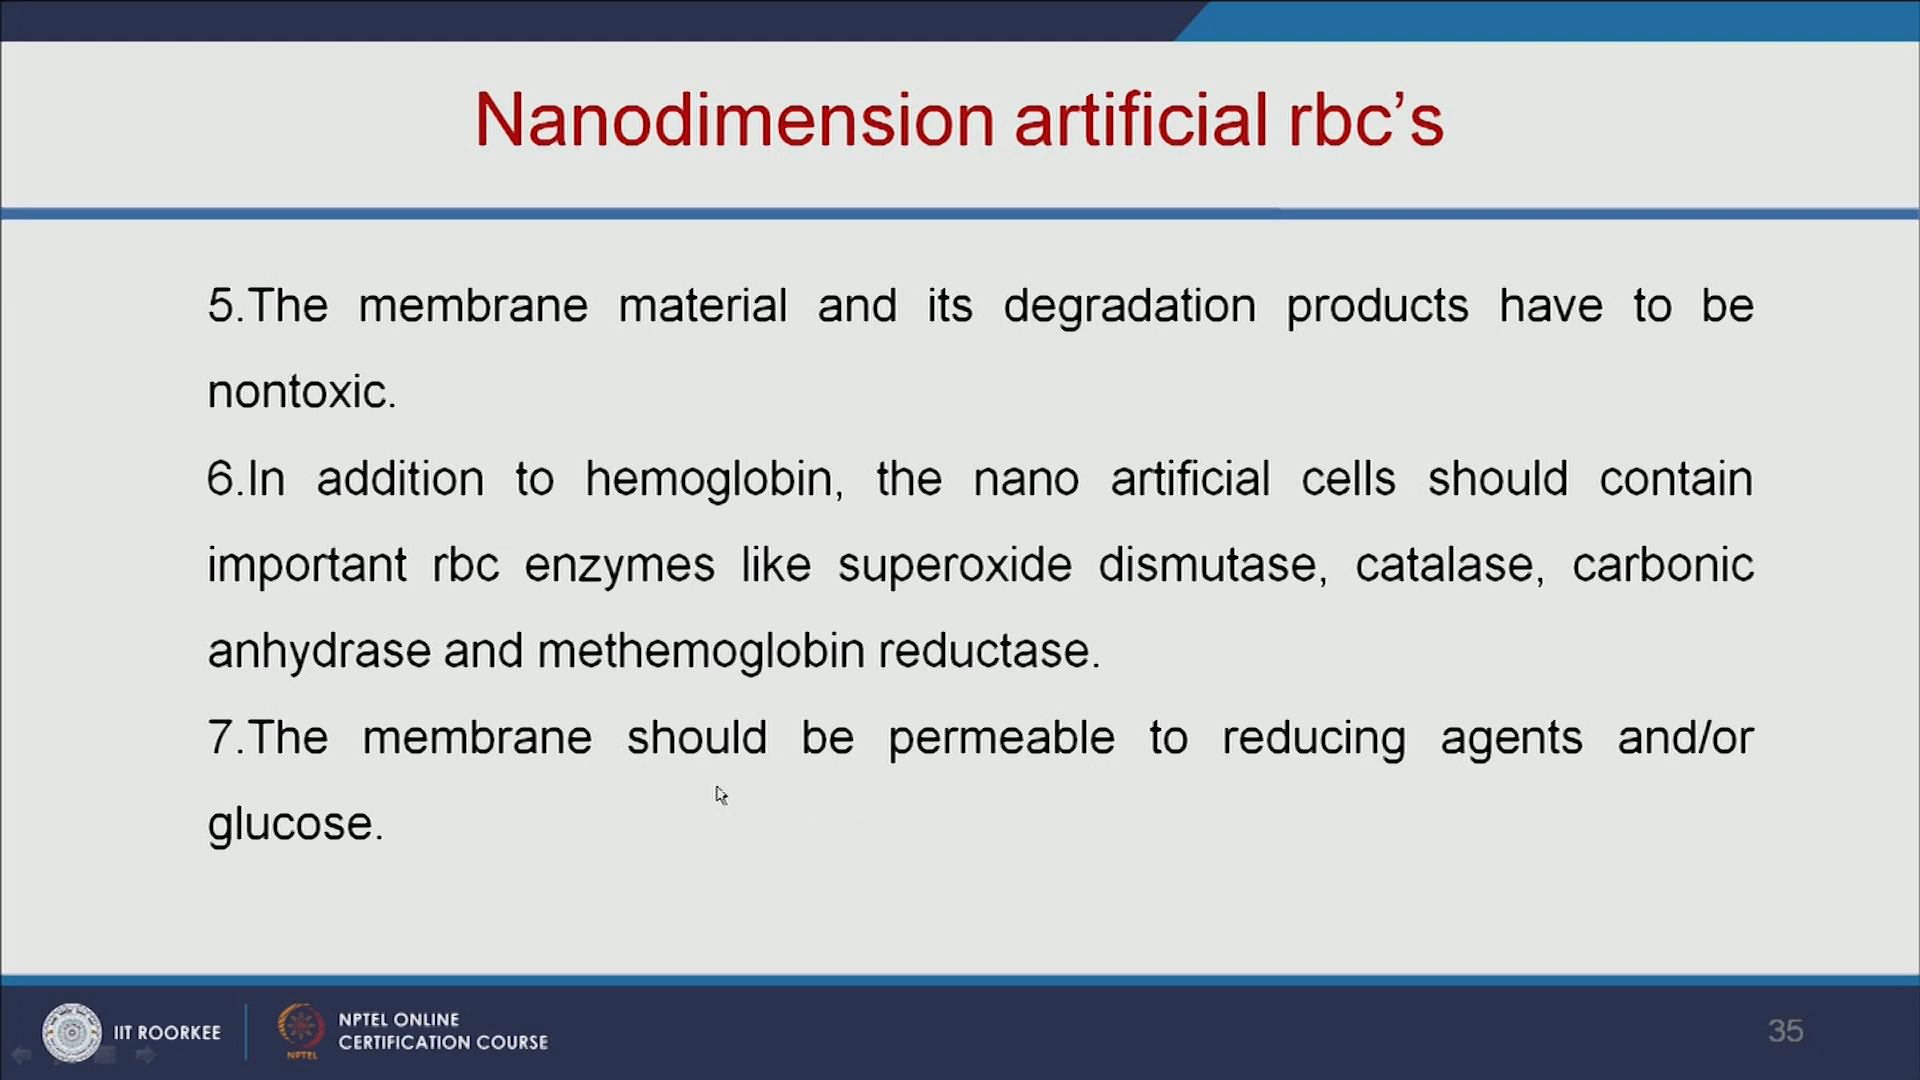 Nanodimension artificial rbc's
5.The membrane material and its degradation products have to be
nontoxic.
6.In addition to hemoglobin, the nano artificial cells should contain
important rbc enzymes like superoxide dismutase, catalase, carbonic
anhydrase and methemoglobin reductase.
7.The membrane should be permeable to reducing agents and/or
glucose.
IIT ROORKEE
NPTEL
NPTEL ONLINE
CERTIFICATION COURSE
35